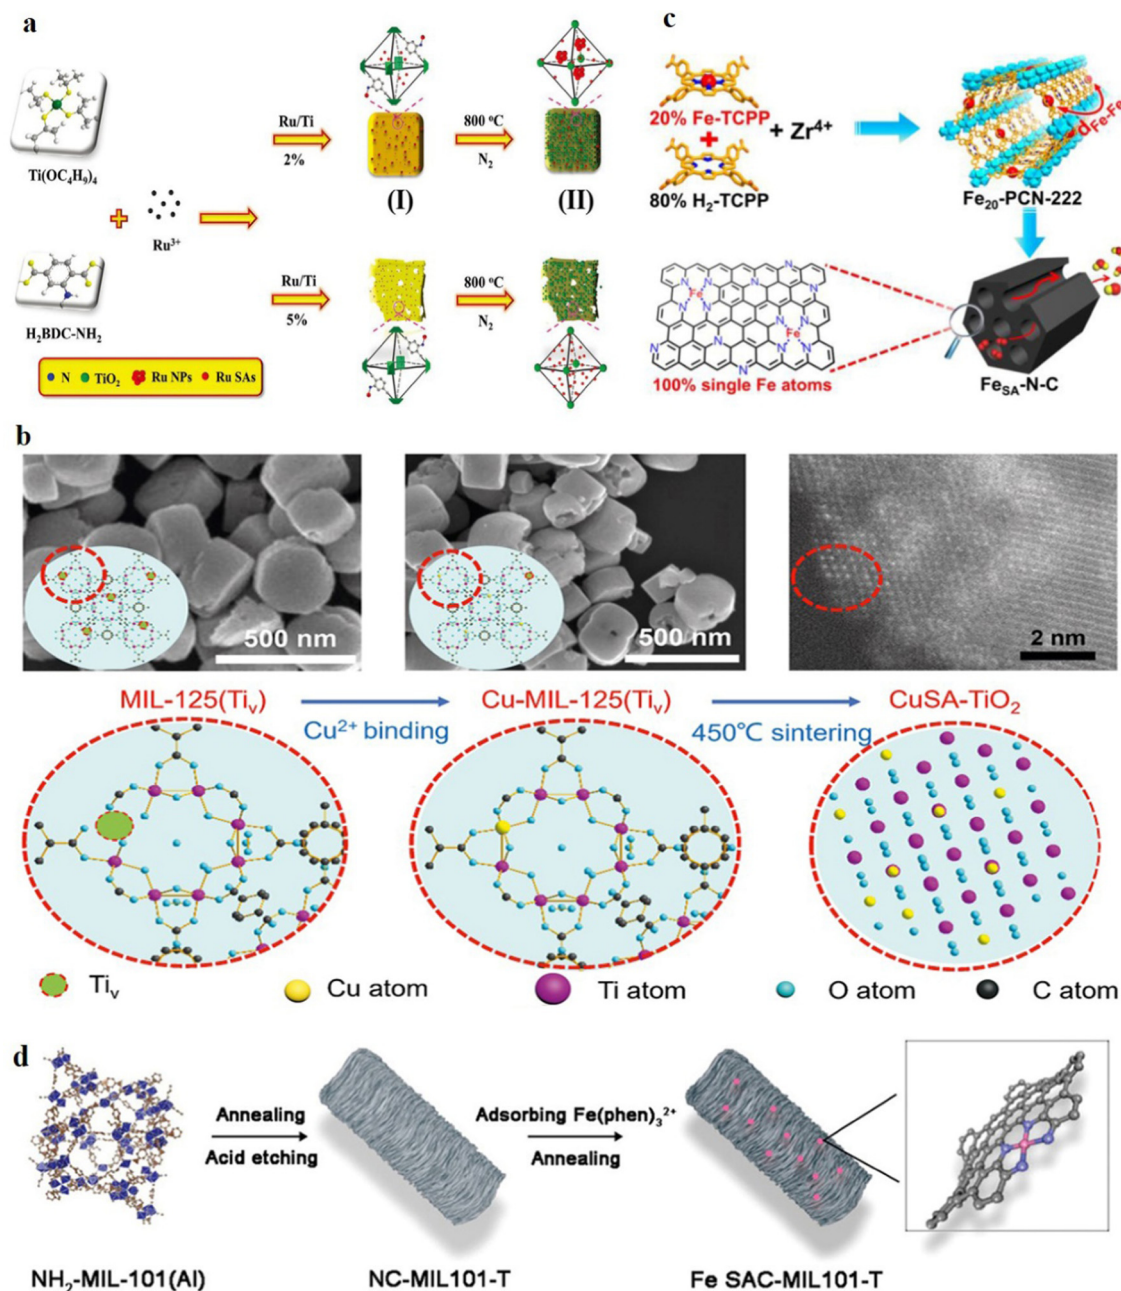 a
Ti(OC₄H₉)₄
+
Ru³⁺
H₂BDC-NH₂
Ru/Ti
2%
800 °C
N₂
(I)
(II)
Ru/Ti
5%
800 °C
N₂
N TiO₂ Ru NPs Ru SAs
c
20% Fe-TCPP
+
80% H₂-TCPP
+ Zr⁴⁺
d Fe-Fe
Fe₂₀-PCN-222
N N N N N N N N N N
Fe
Fe
100% single Fe atoms
FeSA-N-C
b
500 nm
500 nm
2 nm
MIL-125(Tiᵥ)
Cu²⁺ binding
Cu-MIL-125(Tiᵥ)
450℃ sintering
CuSA-TiO₂
Tiᵥ Cu atom Ti atom O atom C atom
d
Annealing
Acid etching
Adsorbing Fe(phen)₃²⁺
Annealing
NH₂-MIL-101(Al)
NC-MIL101-T
Fe SAC-MIL101-T